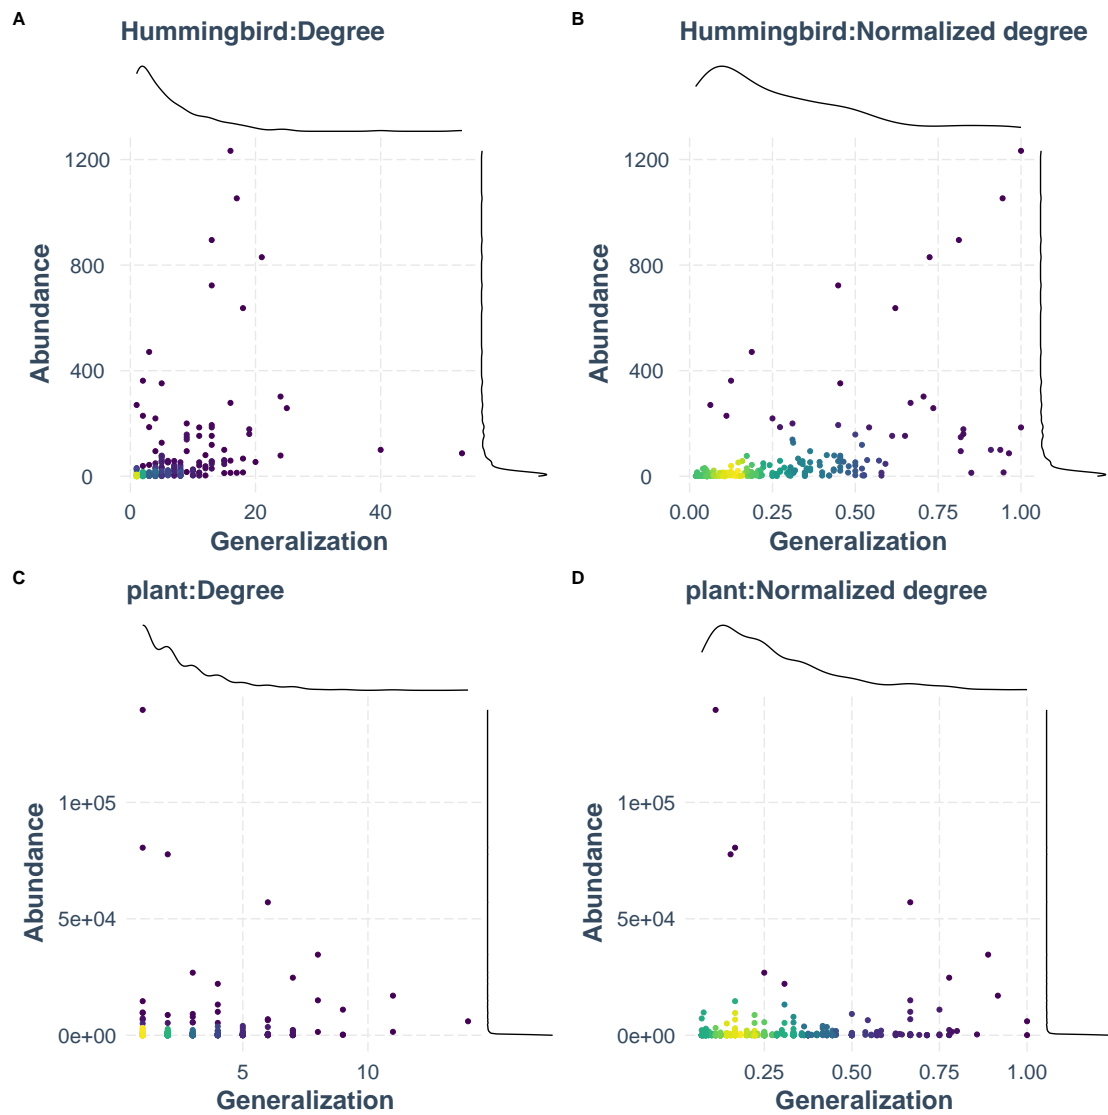 A
Hummingbird:Degree
Abundance
1200
800
400
0
0 20 40
Generalization
B
Hummingbird:Normalized degree
Abundance
1200
800
400
0
0.00 0.25 0.50 0.75 1.00
Generalization
C
plant:Degree
Abundance
1e+05
5e+04
0e+00
5 10
Generalization
D
plant:Normalized degree
Abundance
1e+05
5e+04
0e+00
0.25 0.50 0.75 1.00
Generalization